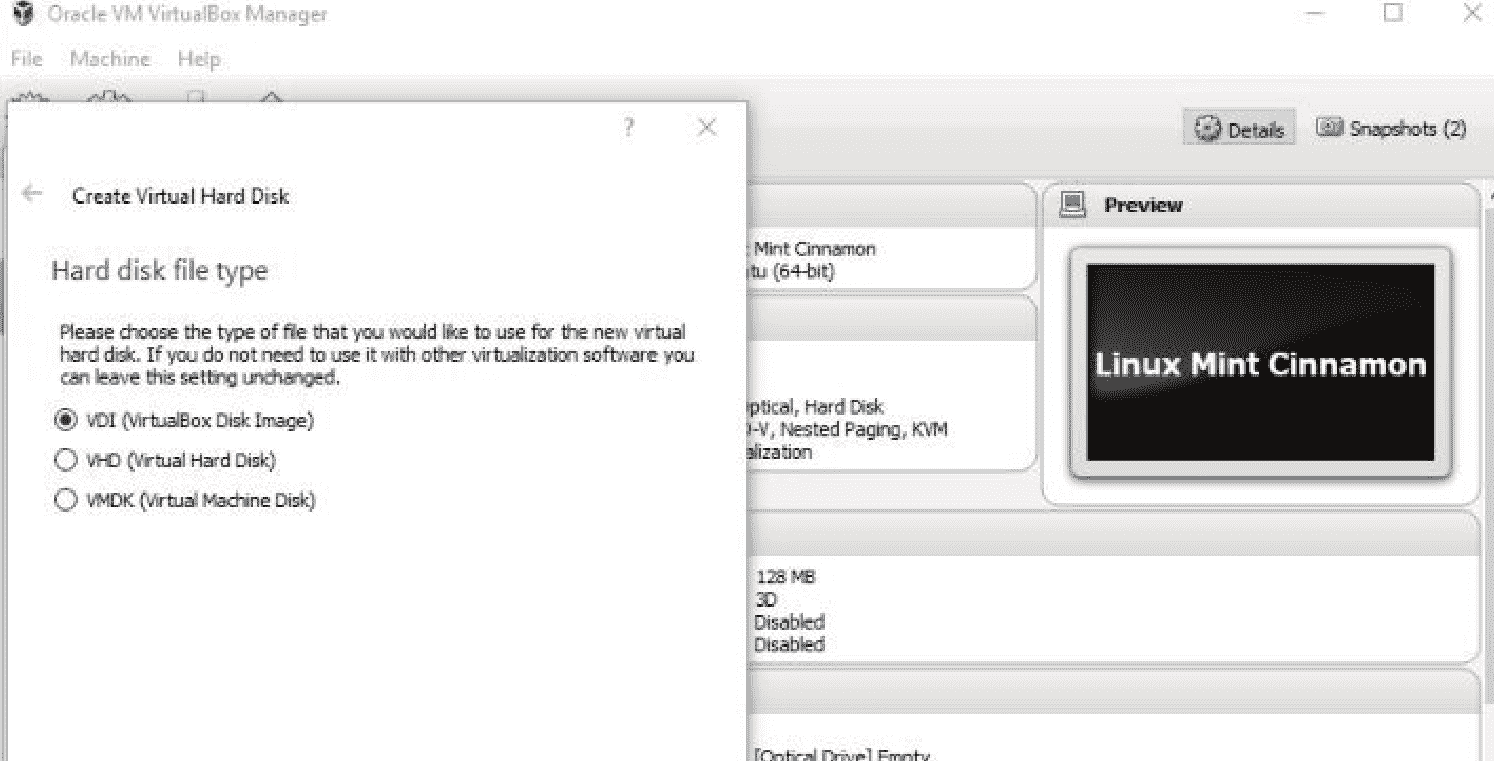 Oracle VM VirtualBox Manager
File Machine Help
?
Details Snapshots (2)
Create Virtual Hard Disk
Preview
Hard disk file type
Mint Cinnamon
(64-bit)
Please choose the type of file that you would like to use for the new virtual
hard disk. If you do not need to use it with other virtualization software you
can leave this setting unchanged.
VDI (VirtualBox Disk Image)
VHD (Virtual Hard Disk)
VMDK (Virtual Machine Disk)
Linux Mint Cinnamon
Hard Disk
Nested Paging, KVM
128 MB
3D
Disabled
Disabled
[Optical Drive] Empty